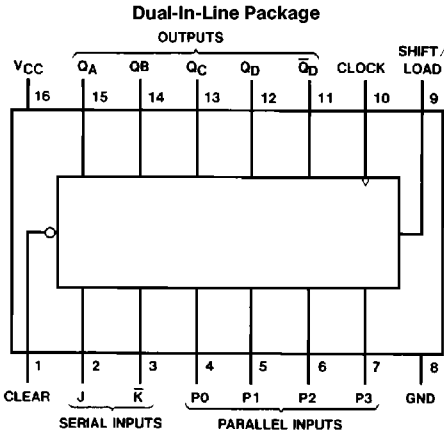 Dual-In-Line Package
OUTPUTS
VCC QA QB QC QD Q̅D CLOCK SHIFT/
LOAD
16 15 14 13 12 11 10 9
1 2 3 4 5 6 7 8
CLEAR J K̅ P0 P1 P2 P3 GND
SERIAL INPUTS PARALLEL INPUTS